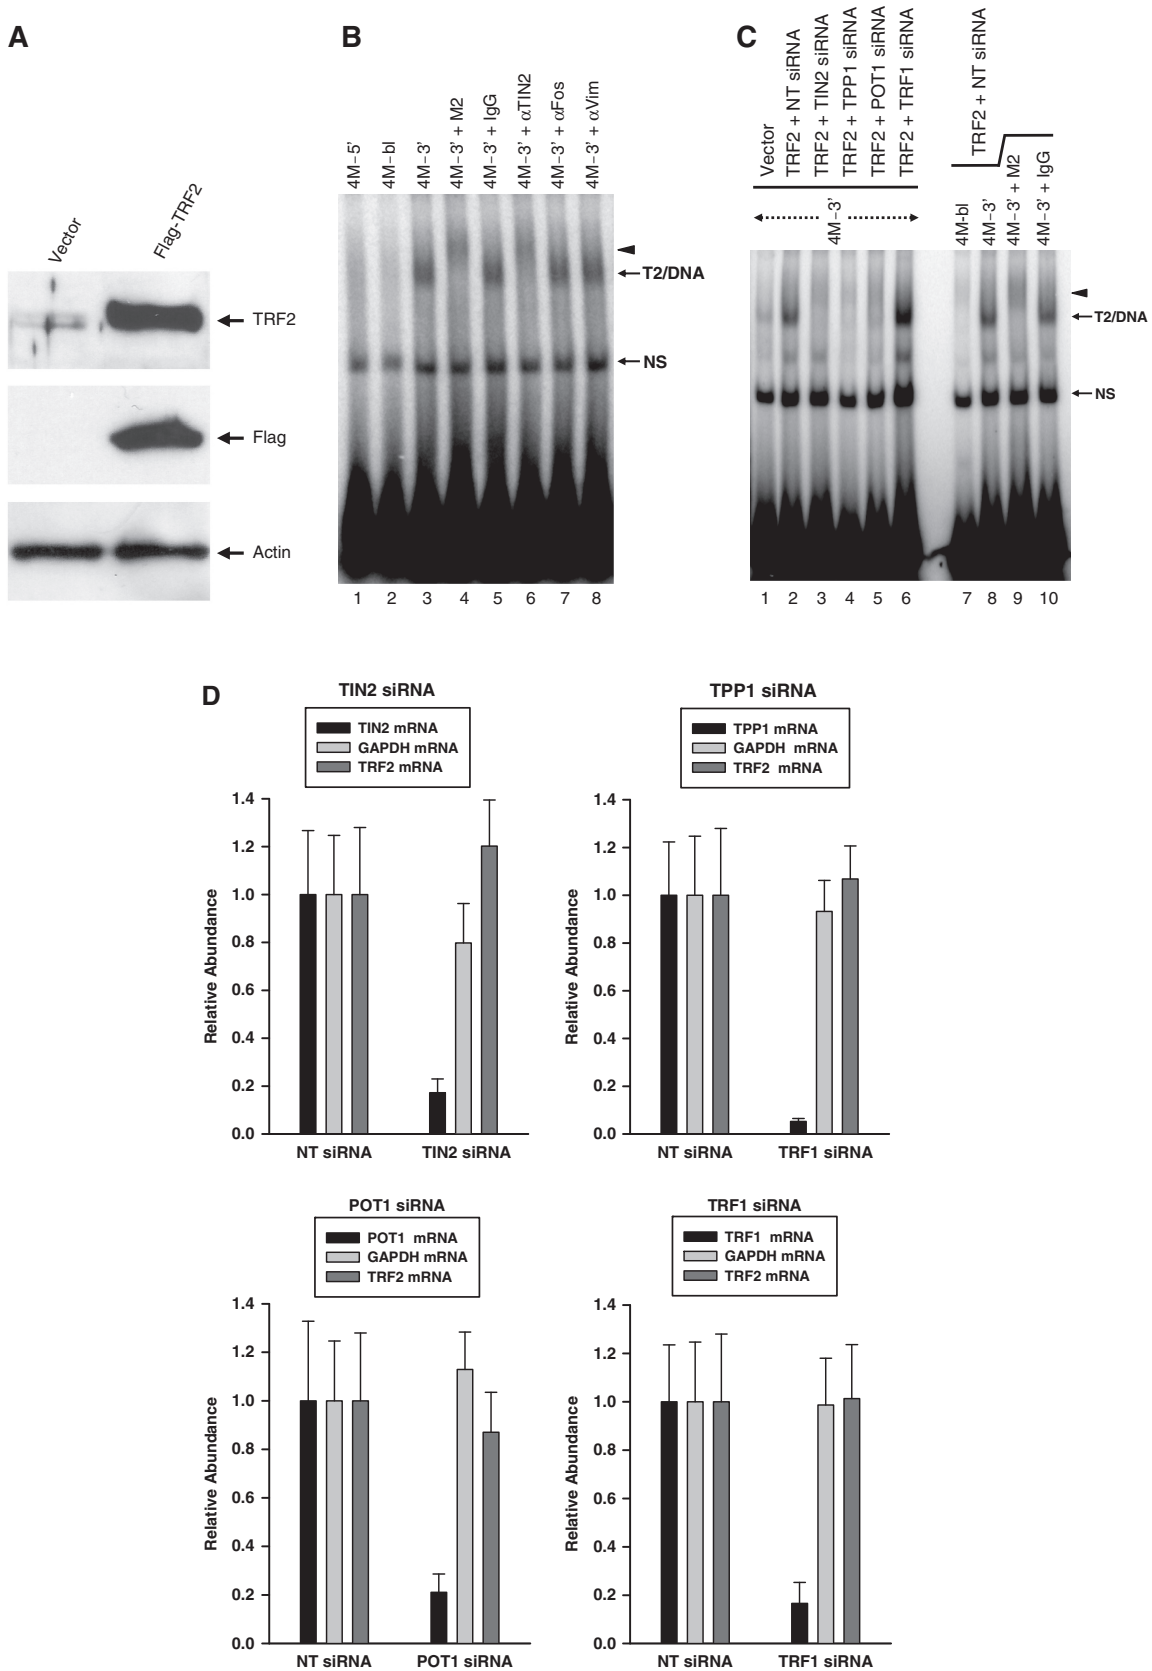 A
Vector
Flag-TRF2
TRF2
Flag
Actin
B
4M–5'
4M–bl
4M–3'
4M–3' + M2
4M–3' + IgG
4M–3' + αTIN2
4M–3' + αFos
4M–3' + αVim
T2/DNA
NS
1 2 3 4 5 6 7 8
C
Vector
TRF2 + NT siRNA
TRF2 + TIN2 siRNA
TRF2 + TPP1 siRNA
TRF2 + POT1 siRNA
TRF2 + TRF1 siRNA
4M–3'
TRF2 + NT siRNA
4M-bl
4M–3'
4M–3' + M2
4M–3' + IgG
T2/DNA
NS
1 2 3 4 5 6 7 8 9 10
D
TIN2 siRNA
TIN2 mRNA
GAPDH mRNA
TRF2 mRNA
Relative Abundance
1.4
1.2
1.0
0.8
0.6
0.4
0.2
0.0
NT siRNA TIN2 siRNA
TPP1 siRNA
TPP1 mRNA
GAPDH mRNA
TRF2 mRNA
Relative Abundance
1.4
1.2
1.0
0.8
0.6
0.4
0.2
0.0
NT siRNA TRF1 siRNA
POT1 siRNA
POT1 mRNA
GAPDH mRNA
TRF2 mRNA
Relative Abundance
1.4
1.2
1.0
0.8
0.6
0.4
0.2
0.0
NT siRNA POT1 siRNA
TRF1 siRNA
TRF1 mRNA
GAPDH mRNA
TRF2 mRNA
Relative Abundance
1.4
1.2
1.0
0.8
0.6
0.4
0.2
0.0
NT siRNA TRF1 siRNA